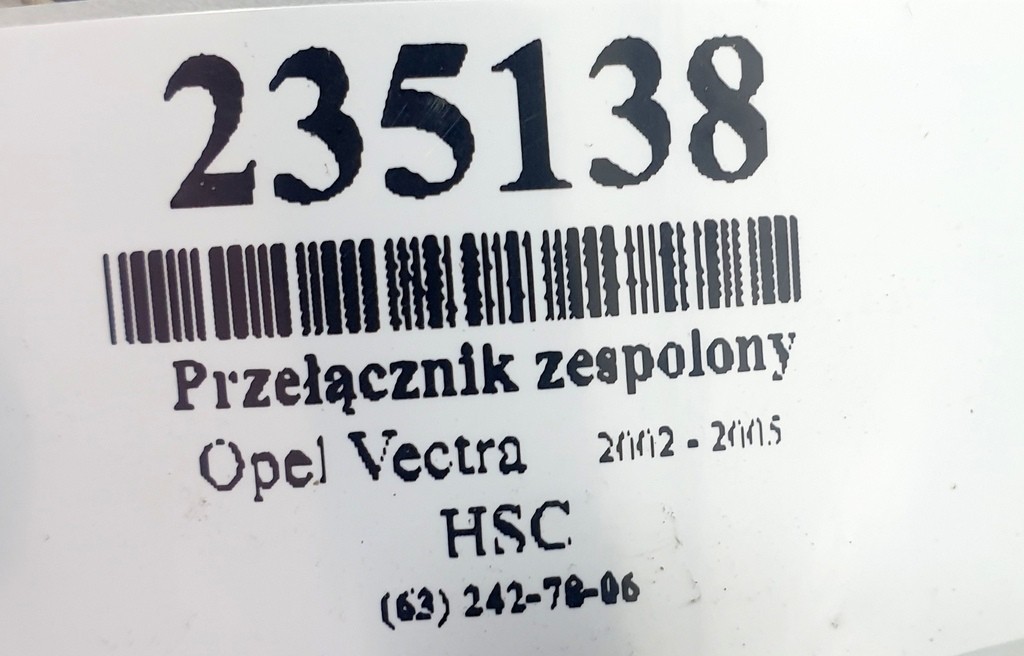 235138
Przełącznik zespolony
Opel Vectra 2002 - 2005
HSC
(63) 242-78-06